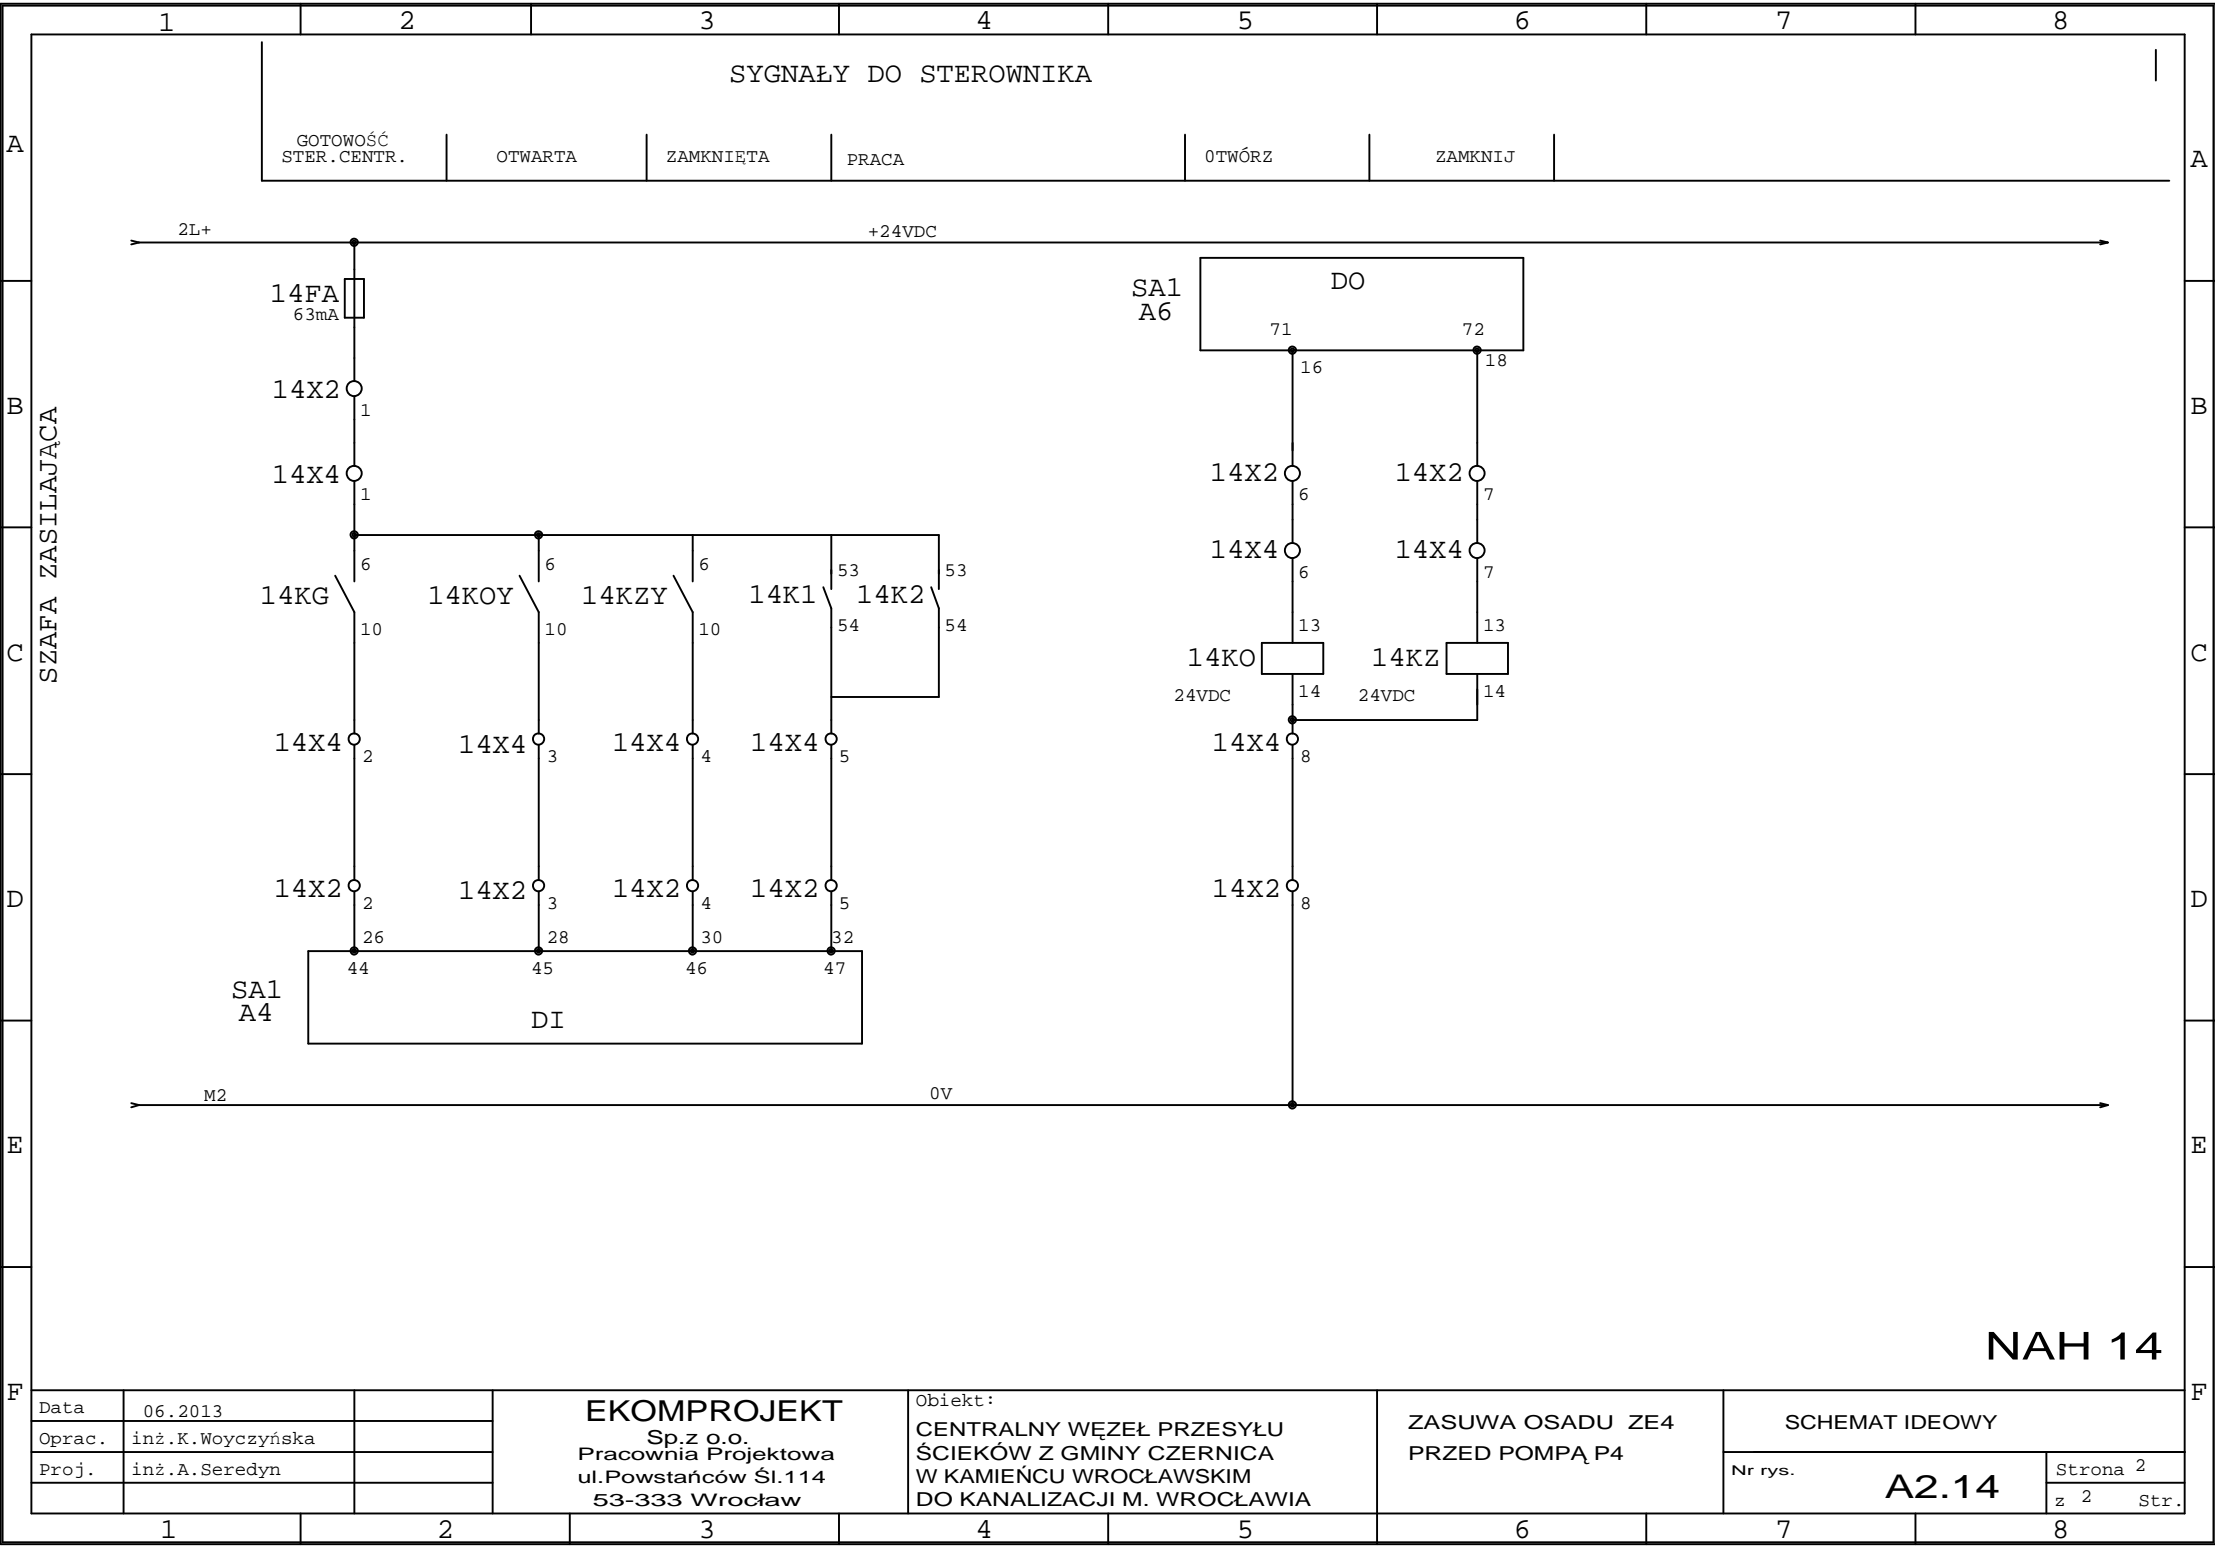 1 2 3 4 5 6 7 8
SYGNAŁY DO STEROWNIKA
A A
GOTOWOŚĆ
STER.CENTR. OTWARTA ZAMKNIĘTA PRACA 0TWÓRZ ZAMKNIJ
2L+ +24VDC
14FA
63mA
SA1
A6
DO
71 72
16 18
14X2
1
B B
SZAFA ZASILAJĄCA
14X4
1
14X2 14X2
6 7
14X4 14X4
6 7
6 6 6 53 53
14KG 14KOY 14KZY 14K1 14K2
10 10 10 54 54
13 13
C C
14KO 14KZ
24VDC 14 24VDC 14
14X4 14X4 14X4 14X4 14X4
2 3 4 5 8
14X2 14X2 14X2 14X2 14X2
2 3 4 5 8
D D
26 28 30 32
44 45 46 47
SA1
A4
DI
M2 0V
E E
NAH 14
F F
Data 06.2013
Oprac. inż.K.Woyczyńska
Proj. inż.A.Seredyn
EKOMPROJEKT
Sp.z o.o.
Pracownia Projektowa
ul.Powstańców Śl.114
53-333 Wrocław
Obiekt:
CENTRALNY WĘZEŁ PRZESYŁU
ŚCIEKÓW Z GMINY CZERNICA
W KAMIEŃCU WROCŁAWSKIM
DO KANALIZACJI M. WROCŁAWIA
ZASUWA OSADU ZE4
PRZED POMPĄ P4
SCHEMAT IDEOWY
Nr rys. A2.14
Strona 2
z 2 Str.
1 2 3 4 5 6 7 8